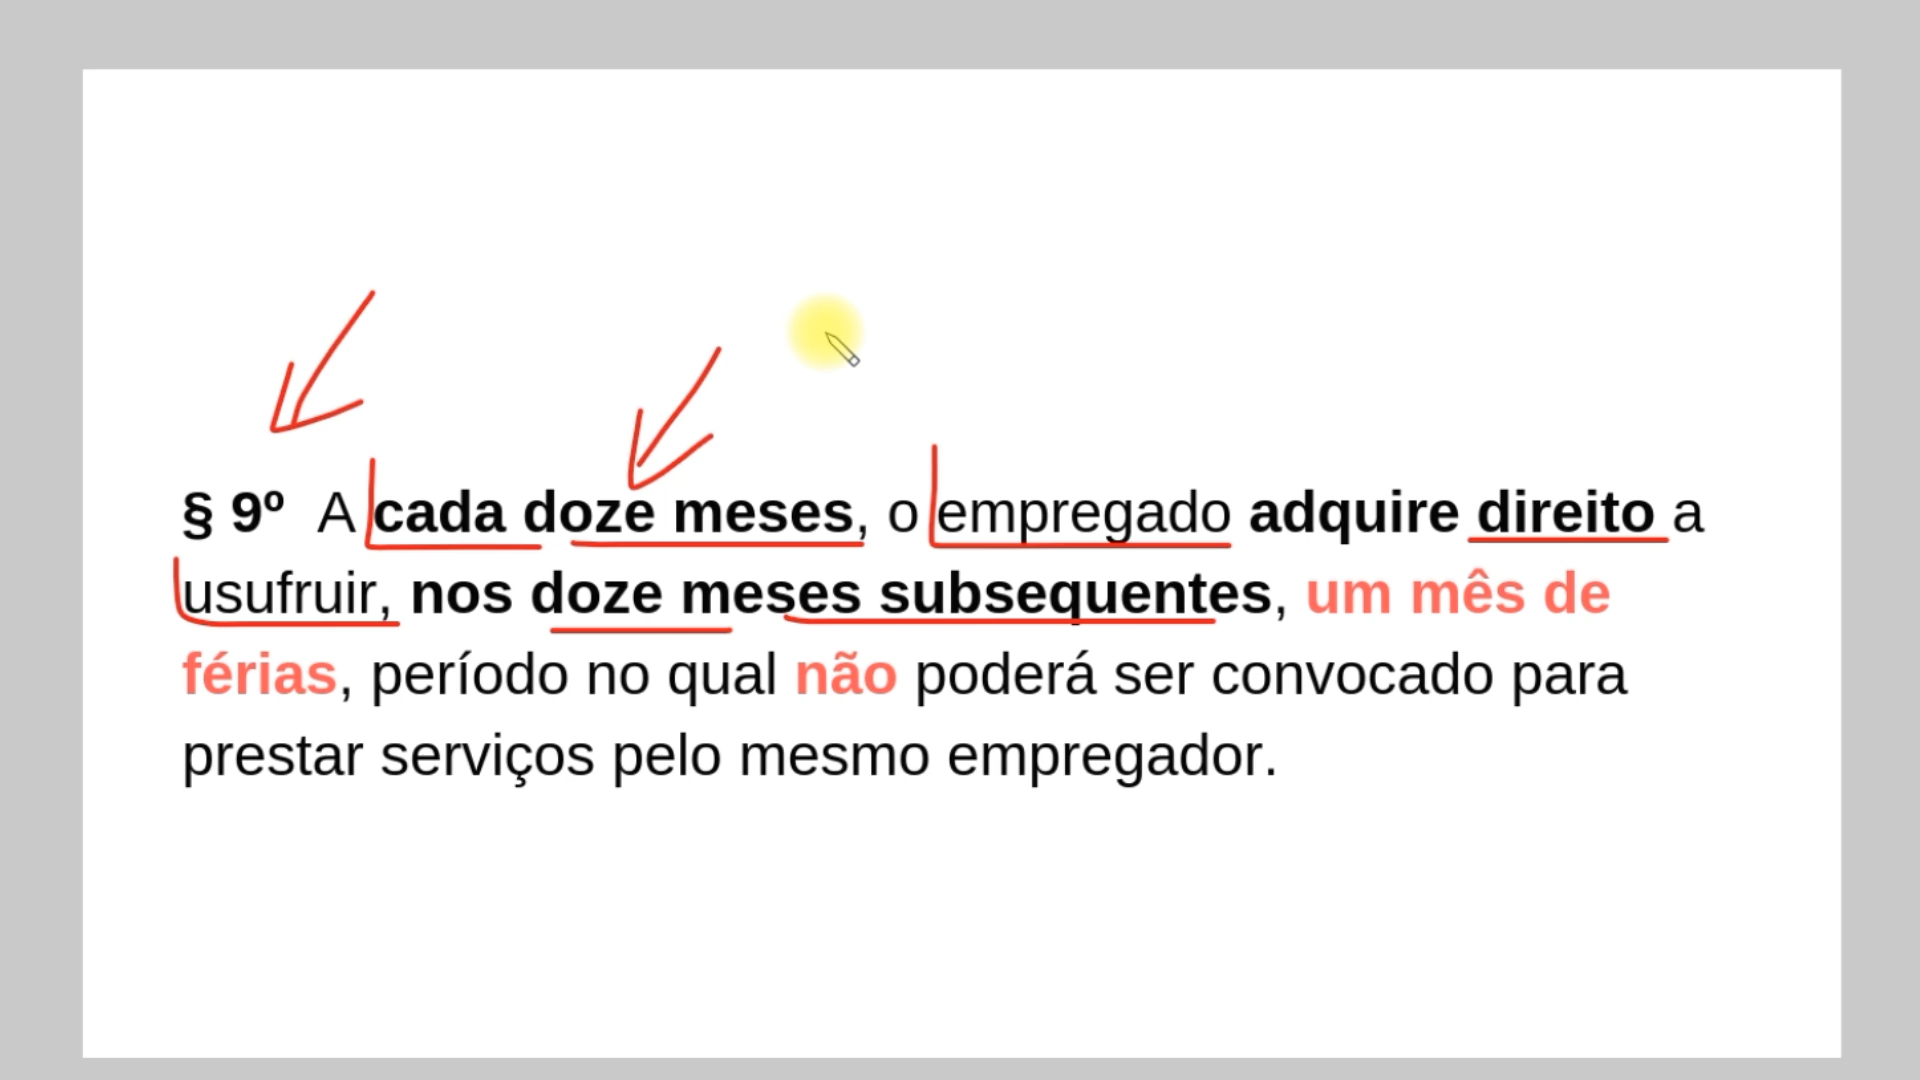 § 9º A cada doze meses, o empregado adquire direito a
usufruir, nos doze meses subsequentes, um mês de
férias, período no qual não poderá ser convocado para
prestar serviços pelo mesmo empregador.